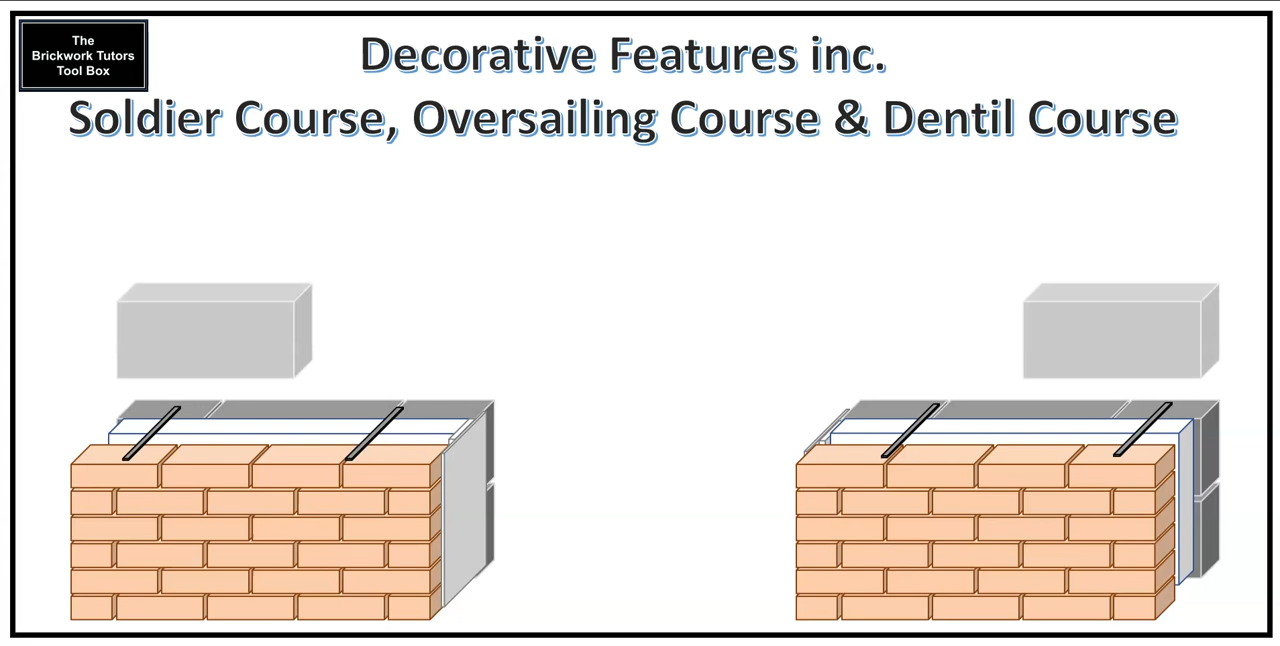 The
Brickwork Tutors
Tool Box
Decorative Features inc.
Soldier Course, Oversailing Course & Dentil Course